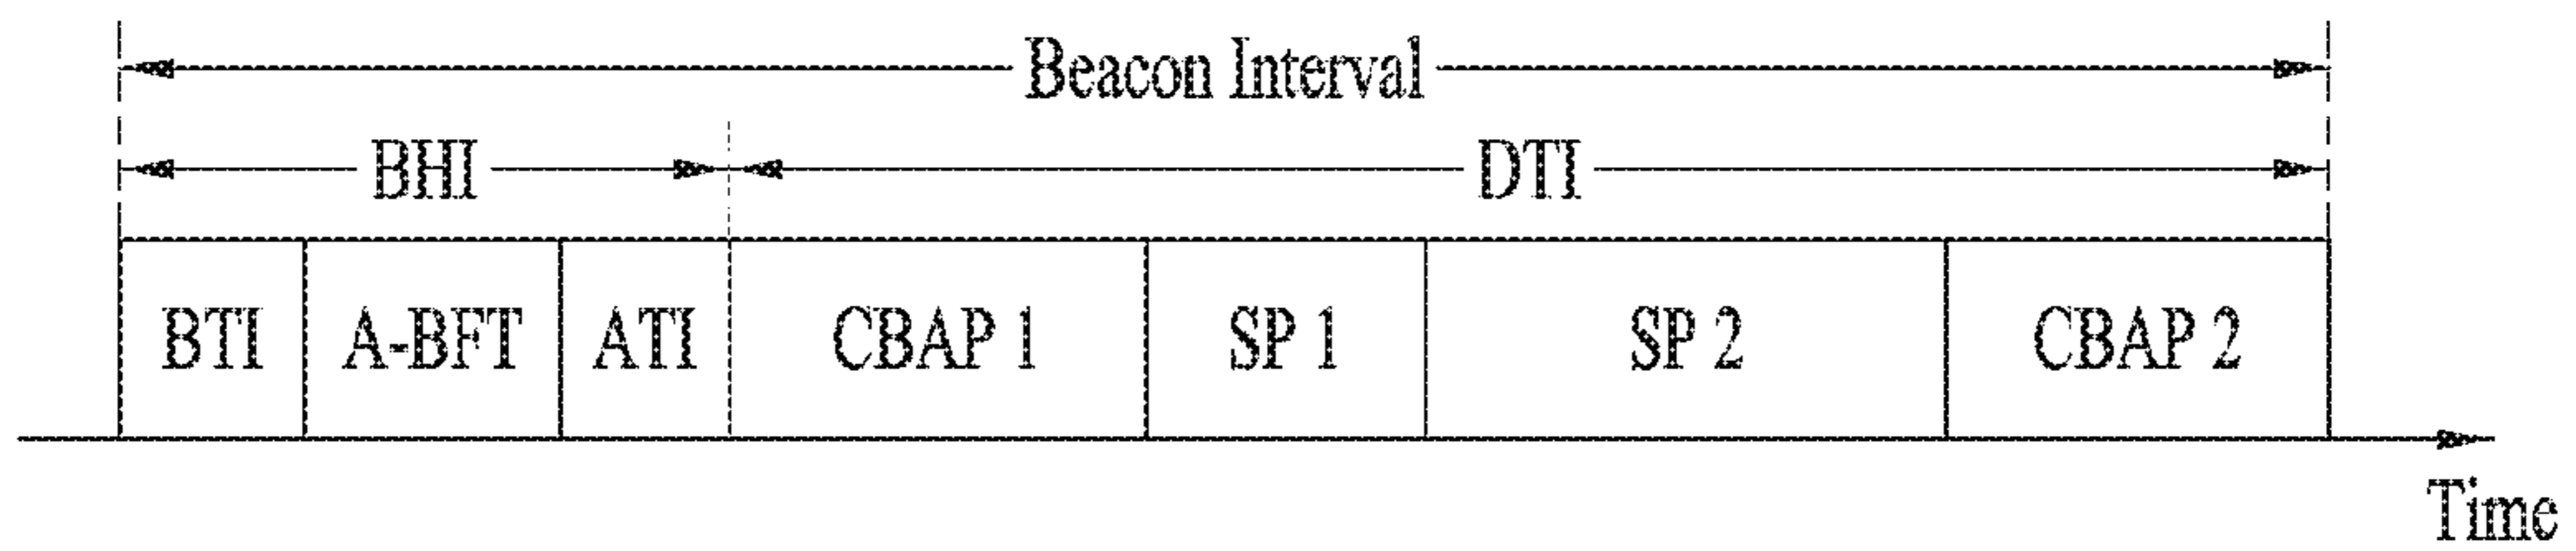 Beacon Interval
BHI DTI
BTI A-BFT ATI CBAP 1 SP 1 SP 2 CBAP 2
Time